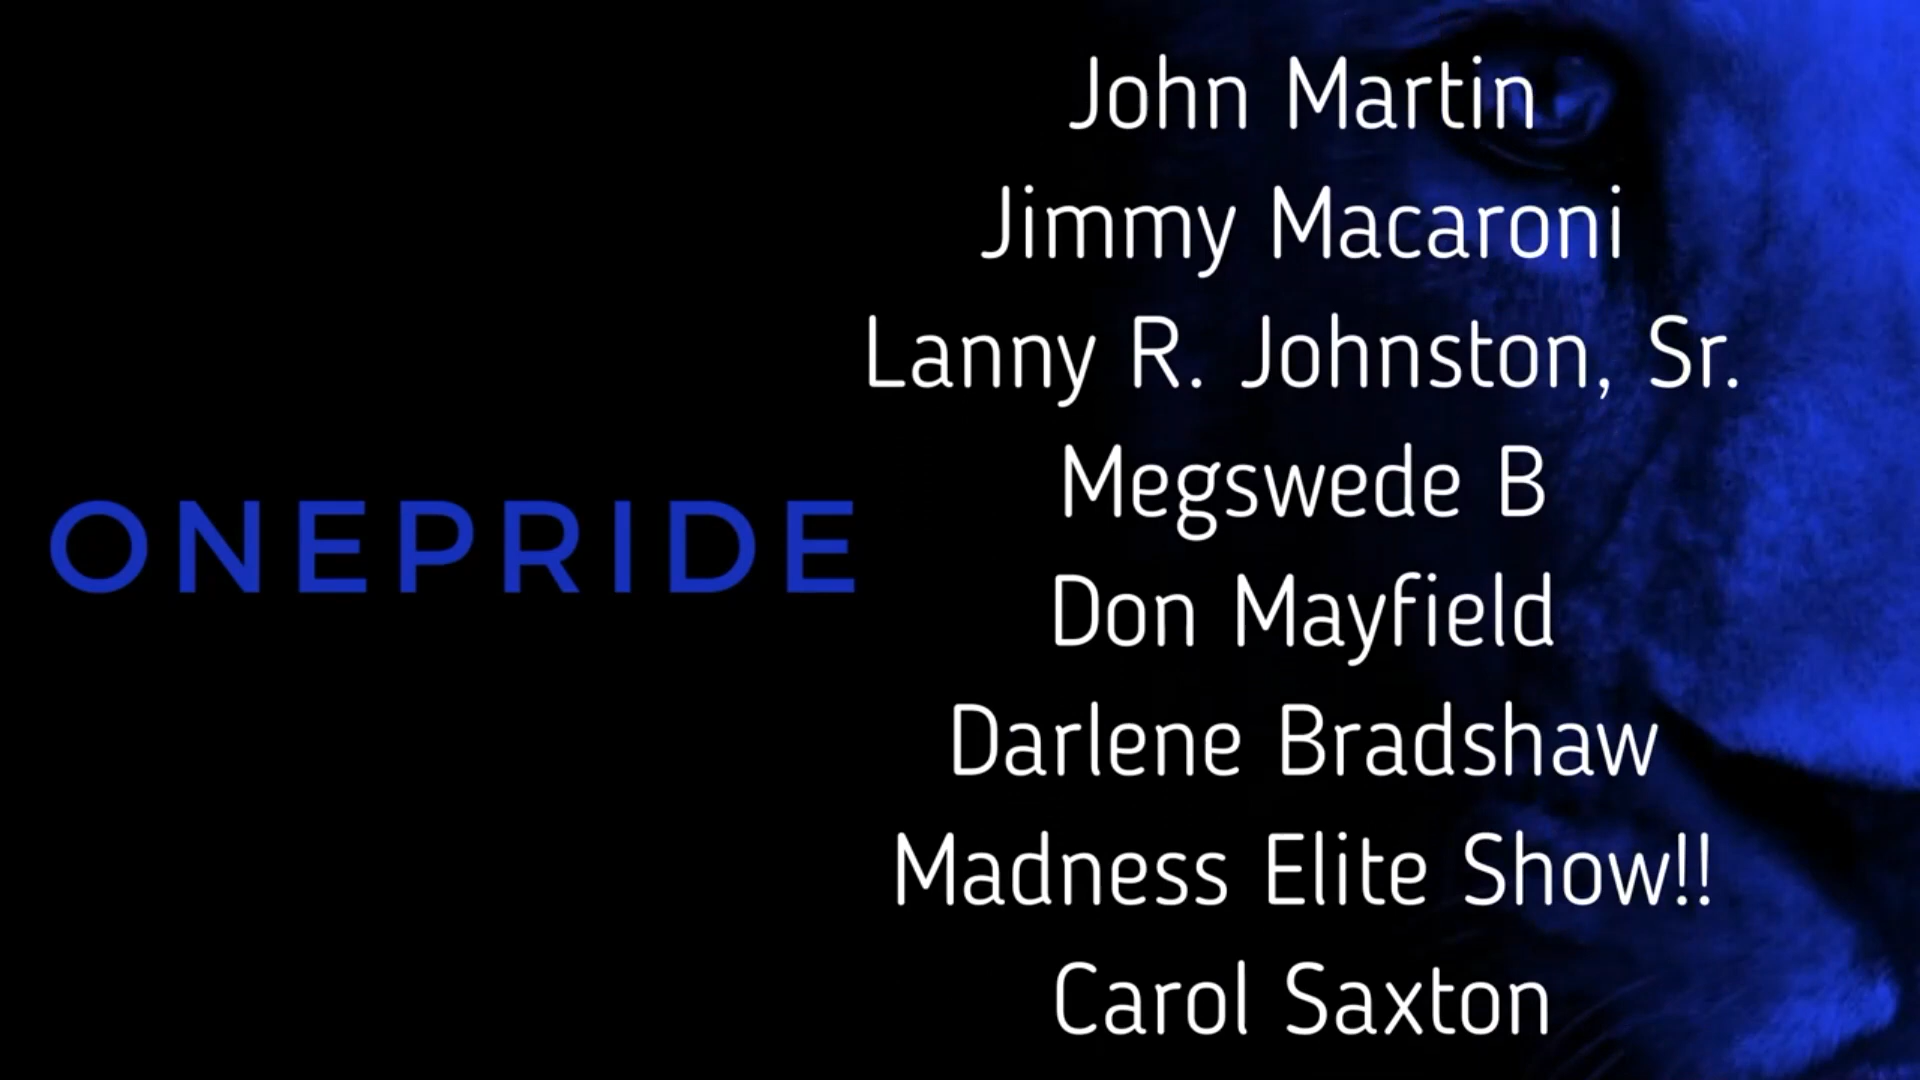 ONEPRIDE
John Martin
Jimmy Macaroni
Lanny R. Johnston, Sr.
Megswede B
Don Mayfield
Darlene Bradshaw
Madness Elite Show!!
Carol Saxton